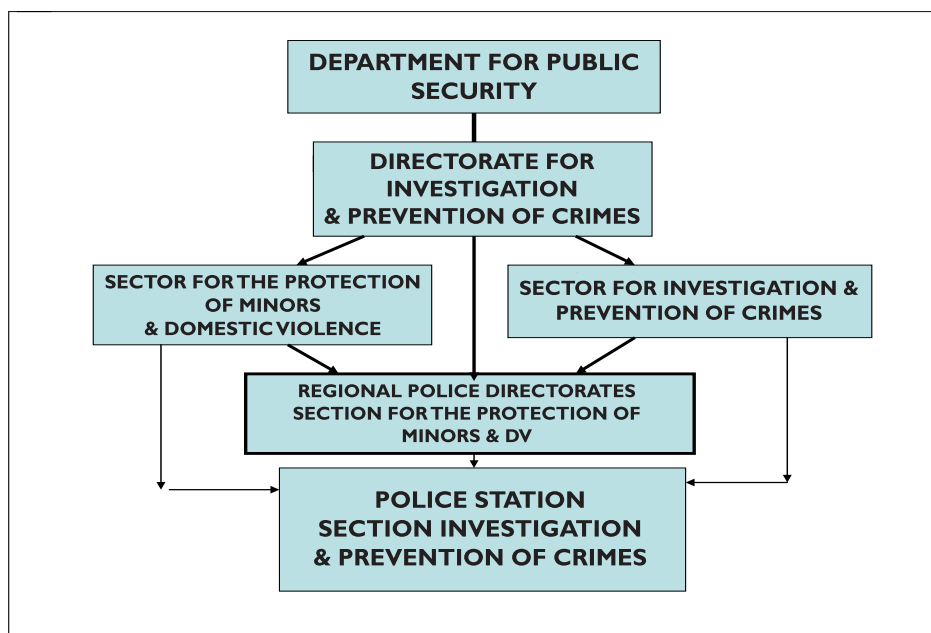 DEPARTMENT FOR PUBLIC
SECURITY
DIRECTORATE FOR
INVESTIGATION
& PREVENTION OF CRIMES
SECTOR FOR THE PROTECTION
OF MINORS
& DOMESTIC VIOLENCE
SECTOR FOR INVESTIGATION &
PREVENTION OF CRIMES
REGIONAL POLICE DIRECTORATES
SECTION FOR THE PROTECTION OF
MINORS & DV
POLICE STATION
SECTION INVESTIGATION
& PREVENTION OF CRIMES